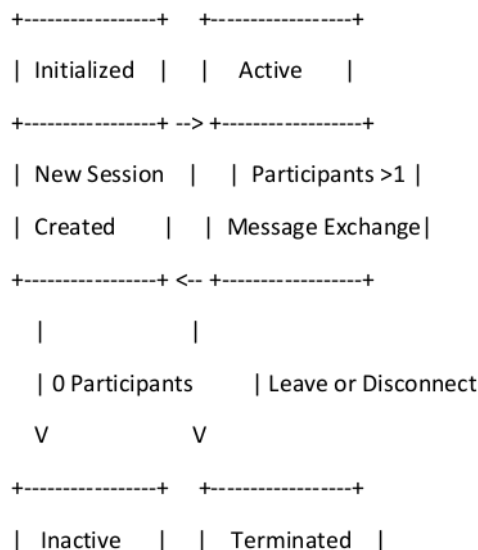 +-----------------+ +------------------+
| Initialized | | Active |
+-----------------+ --> +------------------+
| New Session | | Participants >1 |
| Created | | Message Exchange|
+-----------------+ <-- +------------------+
| |
| 0 Participants | Leave or Disconnect
V V
+-----------------+ +-----------------+
| Inactive | | Terminated |